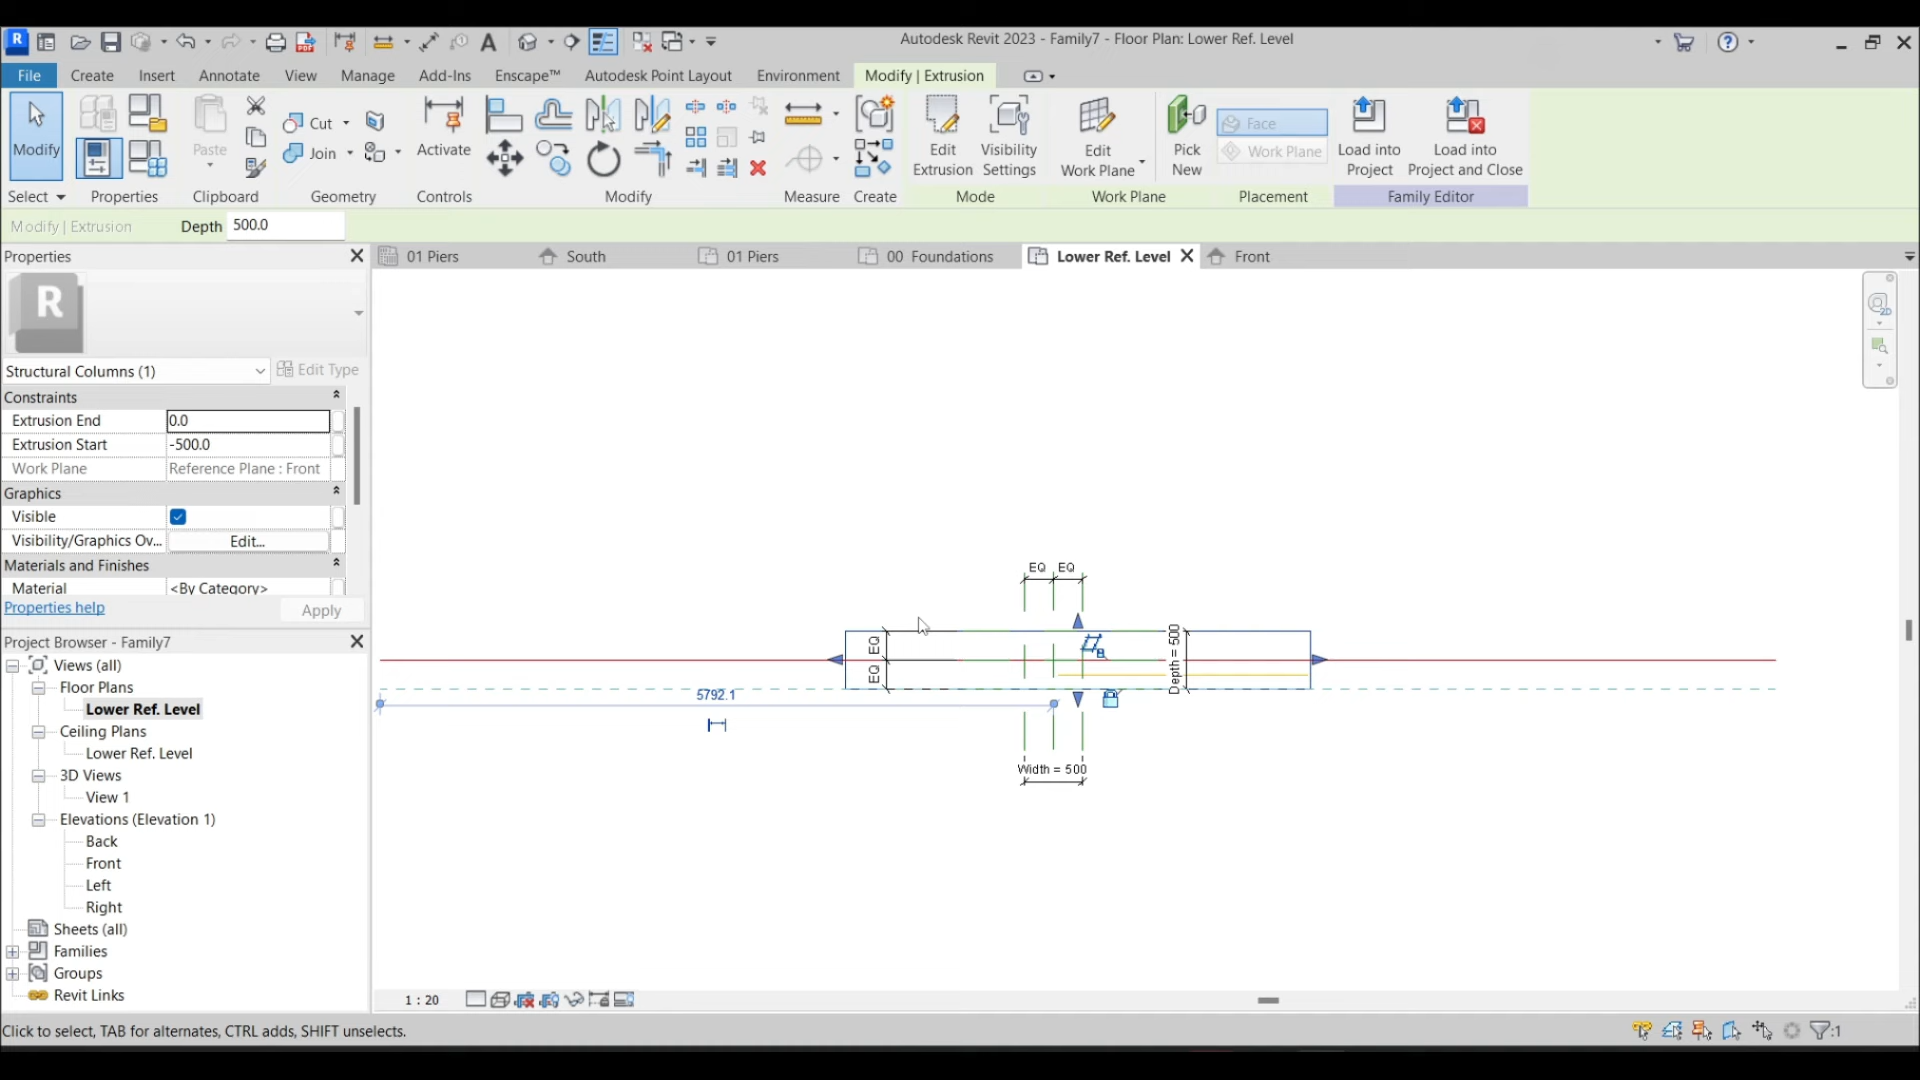 R
Autodesk Revit 2023 - Family7 - Floor Plan: Lower Ref. Level
File Create Insert Annotate View Manage Add-Ins Enscape™ Autodesk Point Layout Environment Modify | Extrusion
Modify
Paste
Cut
Join
Activate
Edit Extrusion
Visibility Settings
Edit Work Plane
Pick New
Face
Work Plane
Load into Project
Load into Project and Close
Select Properties Clipboard Geometry Controls Modify Measure Create Mode Work Plane Placement Family Editor
Modify | Extrusion Depth 500.0
Properties
01 Piers South 01 Piers 00 Foundations Lower Ref. Level Front
R
2D
Structural Columns (1) Edit Type
Constraints
Extrusion End 0.0
Extrusion Start -500.0
Work Plane Reference Plane : Front
Graphics
Visible
Visibility/Graphics Ov... Edit...
Materials and Finishes
Material <By Category>
Properties help Apply
EQ EQ
EQ
EQ
Depth = 500
5792.1
Width = 500
Project Browser - Family7
Views (all)
Floor Plans
Lower Ref. Level
Ceiling Plans
Lower Ref. Level
3D Views
View 1
Elevations (Elevation 1)
Back
Front
Left
Right
Sheets (all)
Families
Groups
Revit Links
1 : 20
Click to select, TAB for alternates, CTRL adds, SHIFT unselects.
:1